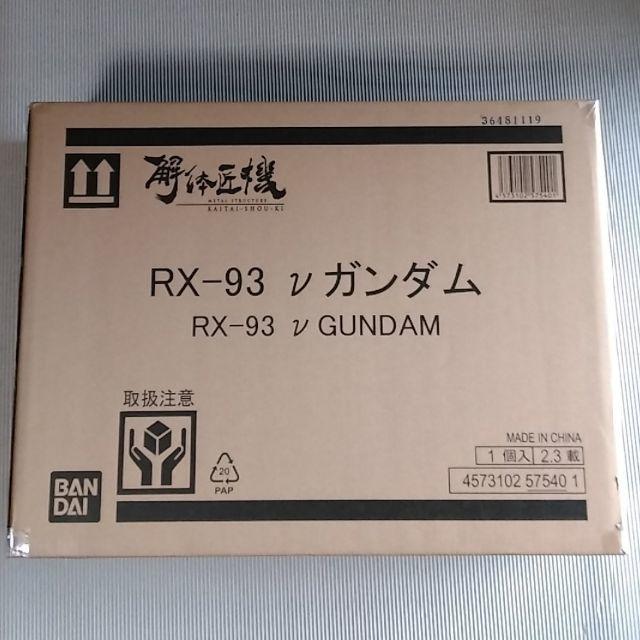 36481119
解体匠機
METAL STRUCTURE
KAITAI-SHOU-KI
4573102575401
RX-93 ν ガンダム
RX-93 ν GUNDAM
取扱注意
20
PAP
BAN
DAI
MADE IN CHINA
1 個入 2.3 載
4573102 57540 1